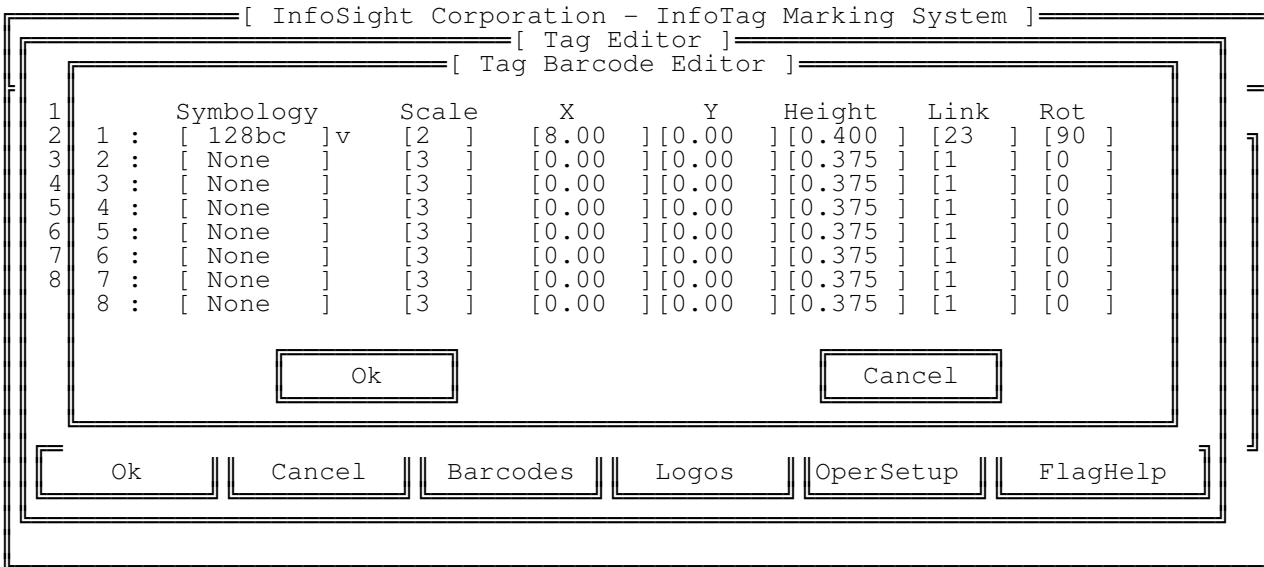 [ InfoSight Corporation - InfoTag Marking System ]
[ Tag Editor ]
[ Tag Barcode Editor ]
1 Symbology Scale X Y Height Link Rot
2 1 : [ 128bc ]v [2 ] [8.00 ][0.00 ][0.400 ] [23 ] [90 ]
3 2 : [ None ] [3 ] [0.00 ][0.00 ][0.375 ] [1 ] [0 ]
4 3 : [ None ] [3 ] [0.00 ][0.00 ][0.375 ] [1 ] [0 ]
5 4 : [ None ] [3 ] [0.00 ][0.00 ][0.375 ] [1 ] [0 ]
6 5 : [ None ] [3 ] [0.00 ][0.00 ][0.375 ] [1 ] [0 ]
7 6 : [ None ] [3 ] [0.00 ][0.00 ][0.375 ] [1 ] [0 ]
8 7 : [ None ] [3 ] [0.00 ][0.00 ][0.375 ] [1 ] [0 ]
8 : [ None ] [3 ] [0.00 ][0.00 ][0.375 ] [1 ] [0 ]
Ok Cancel
Ok Cancel Barcodes Logos OperSetup FlagHelp